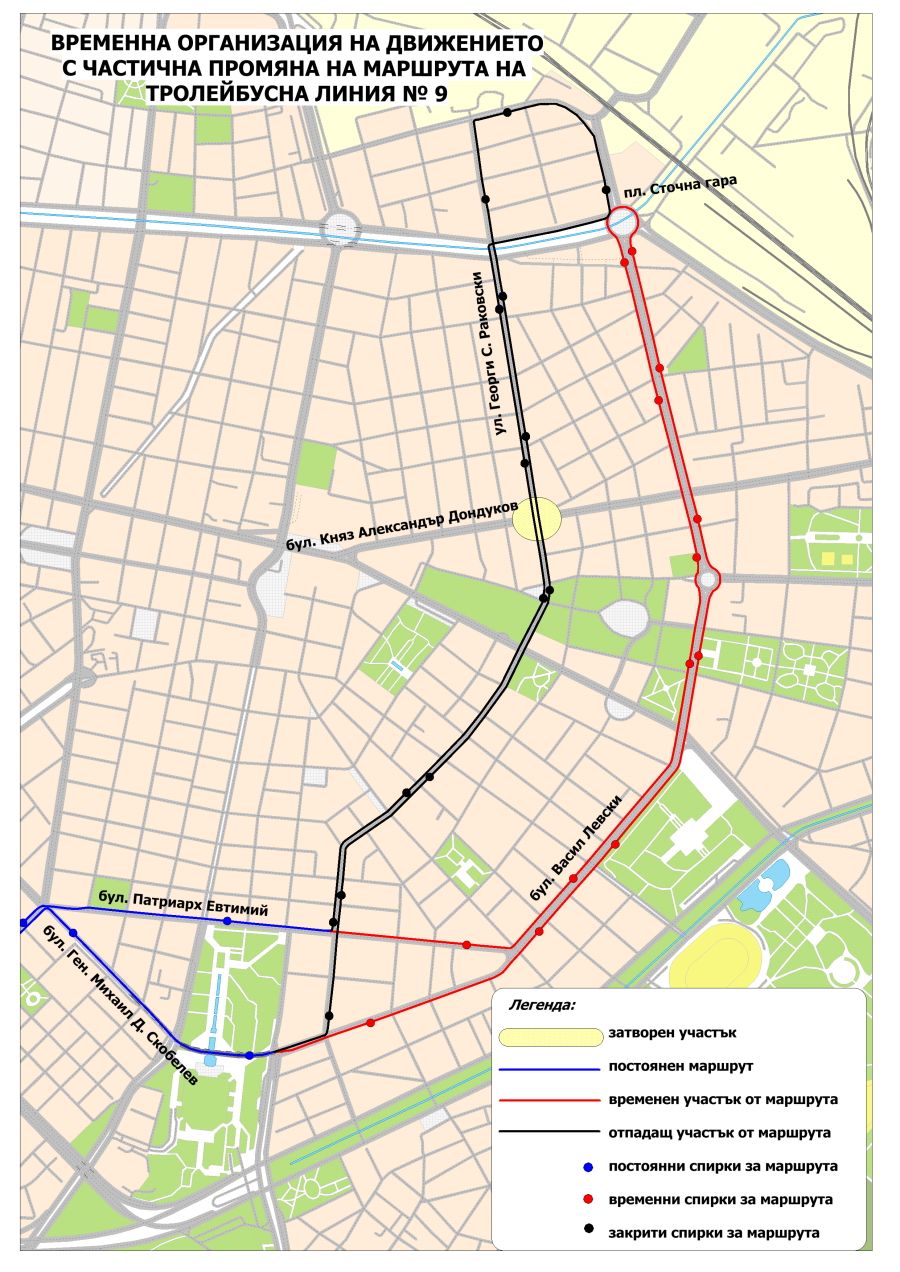 ВРЕМЕННА ОРГАНИЗАЦИЯ НА ДВИЖЕНИЕТО
С ЧАСТИЧНА ПРОМЯНА НА МАРШРУТА НА
ТРОЛЕЙБУСНА ЛИНИЯ № 9
пл. Сточна гара
ул. Георги С. Раковски
бул. Княз Александър Дондуков
бул. Васил Левски
бул. Патриарх Евтимий
бул. Ген. Михаил Д. Скобелев
Легенда:
затворен участък
постоянен маршрут
временен участък от маршрута
отпадащ участък от маршрута
постоянни спирки за маршрута
временни спирки за маршрута
закрити спирки за маршрута